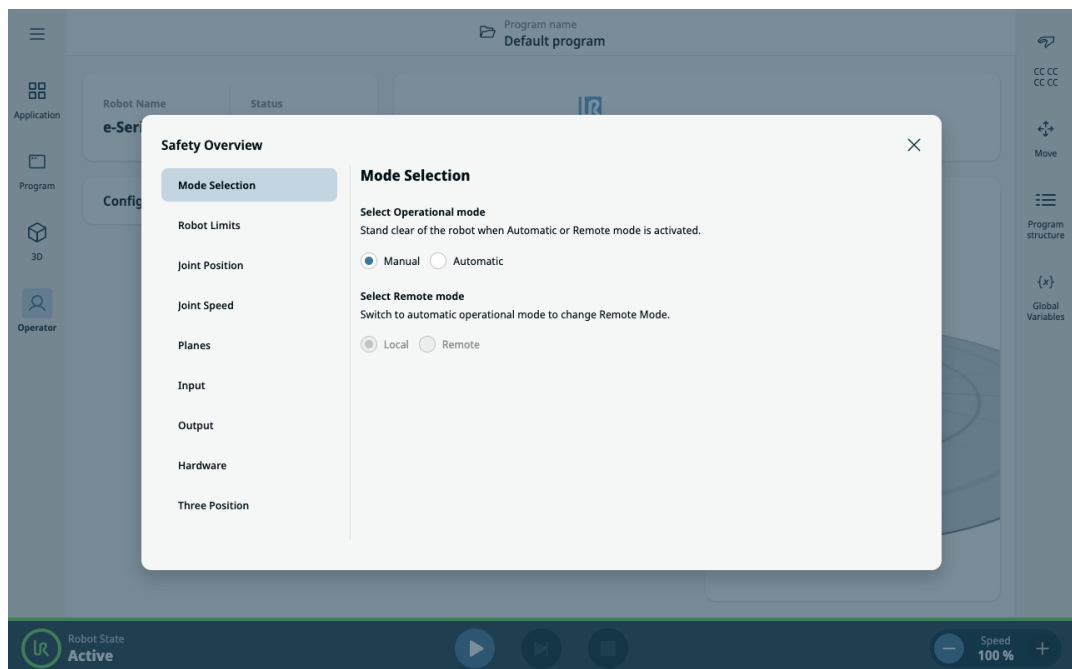 Program name
Default program
Application
Program
3D
Operator
Robot Name
Status
e-Seri
Config
Safety Overview
Mode Selection
Robot Limits
Joint Position
Joint Speed
Planes
Input
Output
Hardware
Three Position
Mode Selection
Select Operational mode
Stand clear of the robot when Automatic or Remote mode is activated.
Manual
Automatic
Select Remote mode
Switch to automatic operational mode to change Remote Mode.
Local
Remote
CC CC
CC CC
Move
Program
structure
{x}
Global
Variables
Robot State
Active
Speed
100 %